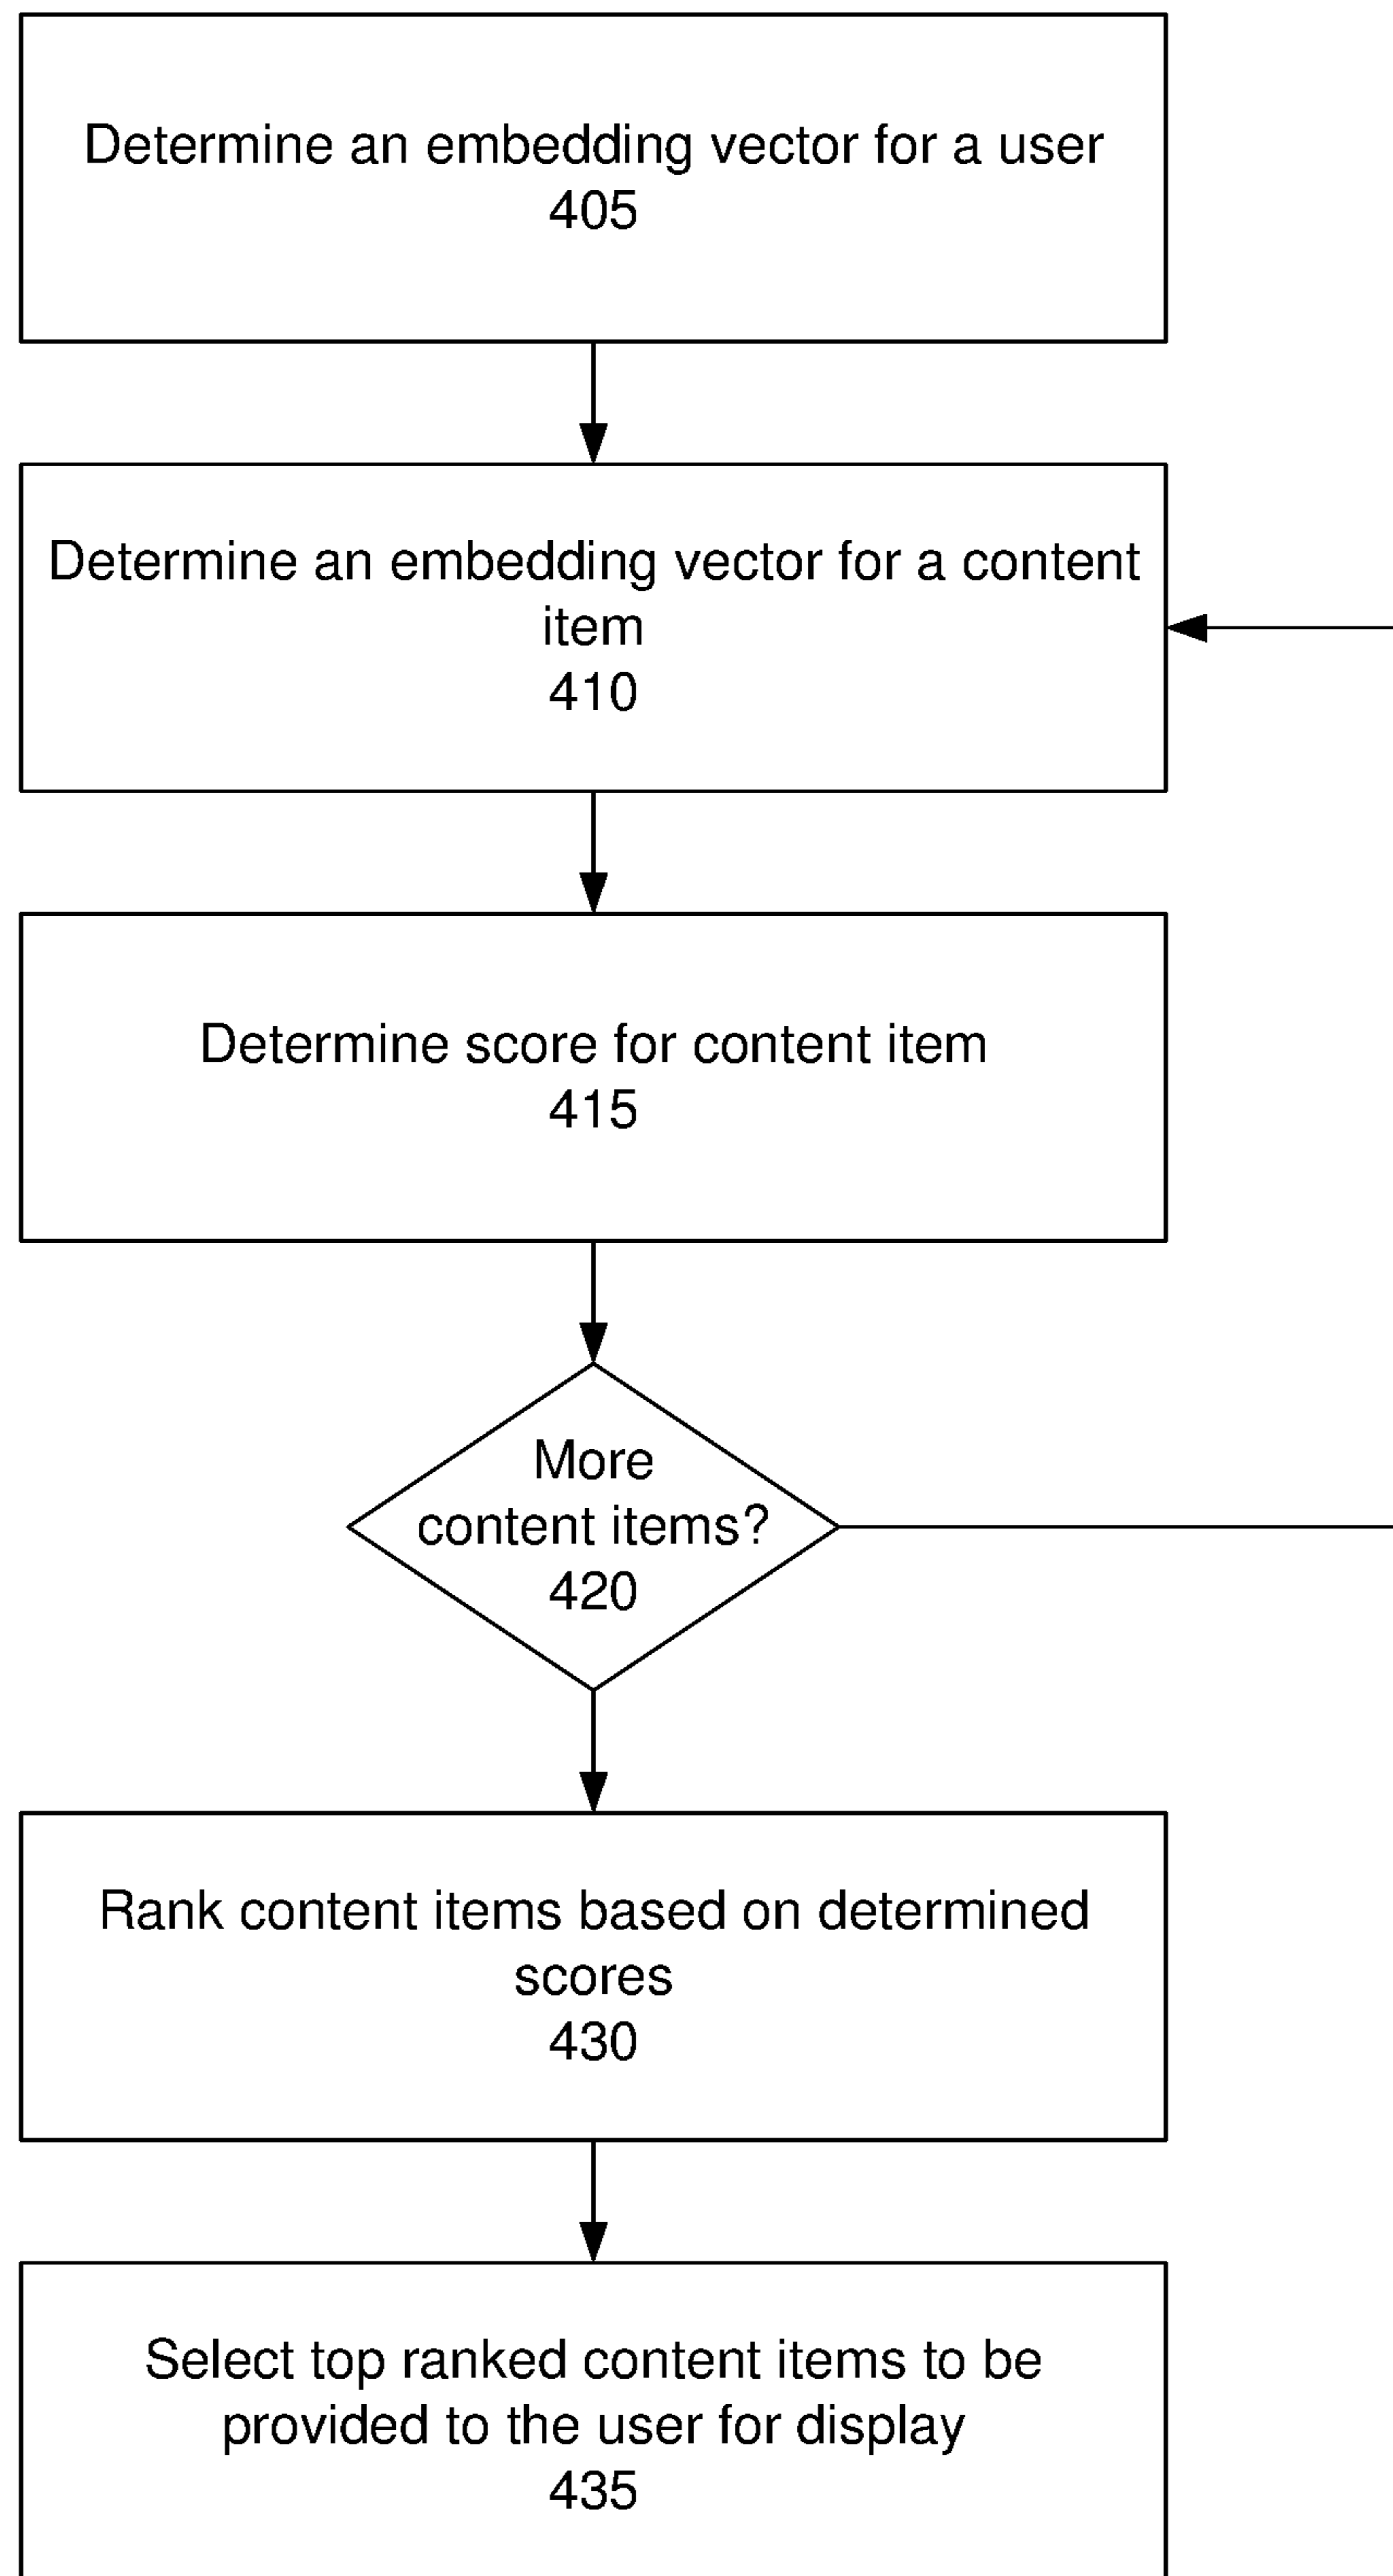 Determine an embedding vector for a user
405
Determine an embedding vector for a content
item
410
Determine score for content item
415
More
content items?
420
Rank content items based on determined
scores
430
Select top ranked content items to be
provided to the user for display
435